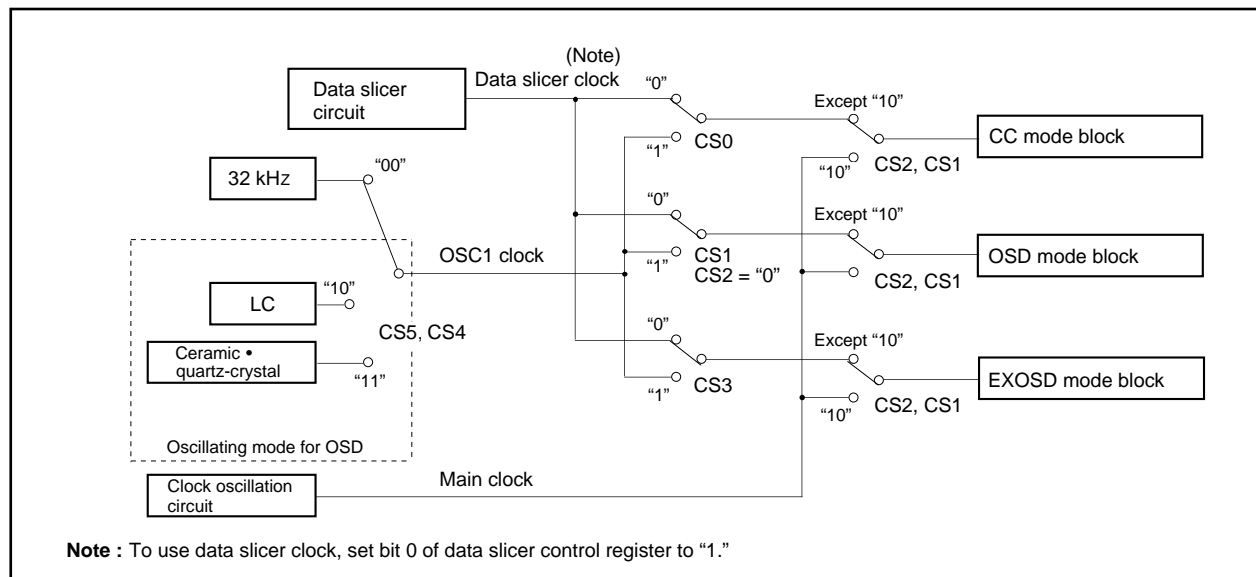 (Note)
Data slicer clock
Data slicer
circuit
“0”
“1”
CS0
Except “10”
“10”
CS2, CS1
CC mode block
32 kHz
“00”
OSC1 clock
LC
“10”
CS5, CS4
Ceramic •
quartz-crystal
“11”
Oscillating mode for OSD
“0”
“1”
CS1
CS2 = “0”
Except “10”
CS2, CS1
OSD mode block
“0”
“1”
CS3
Except “10”
“10”
CS2, CS1
EXOSD mode block
Clock oscillation
circuit
Main clock
Note : To use data slicer clock, set bit 0 of data slicer control register to “1.”